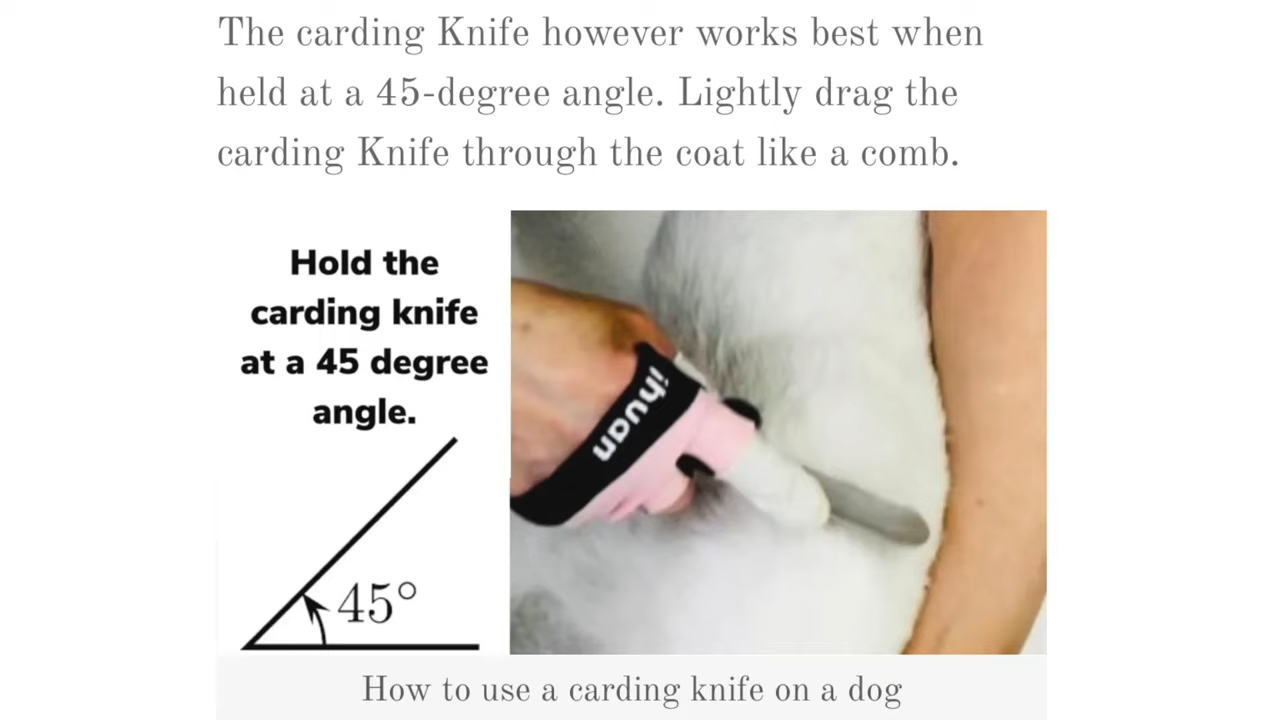 The carding Knife however works best when
held at a 45-degree angle. Lightly drag the
carding Knife through the coat like a comb.
Hold the
carding knife
at a 45 degree
angle.
45°
ihuan
How to use a carding knife on a dog